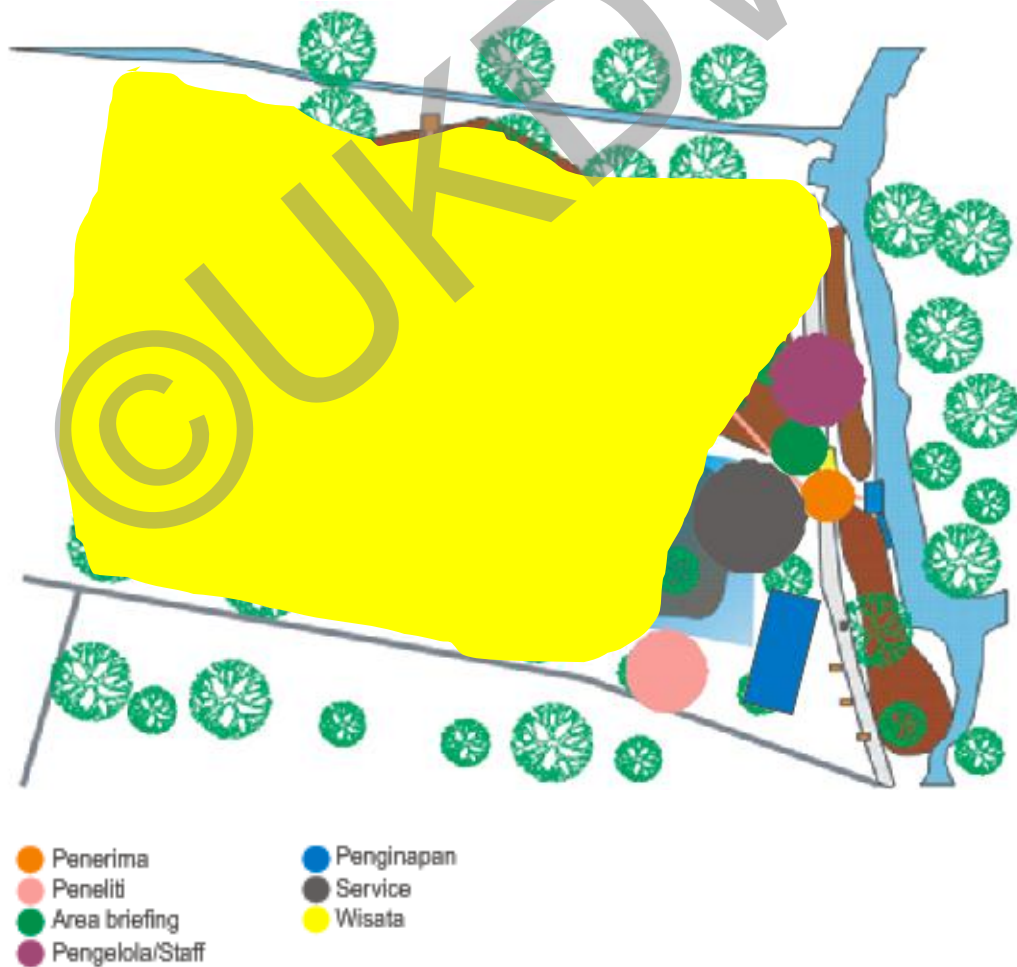 ©UKDW
Penerima
Peneliti
Area briefing
Pengelola/Staff
Penginapan
Service
Wisata